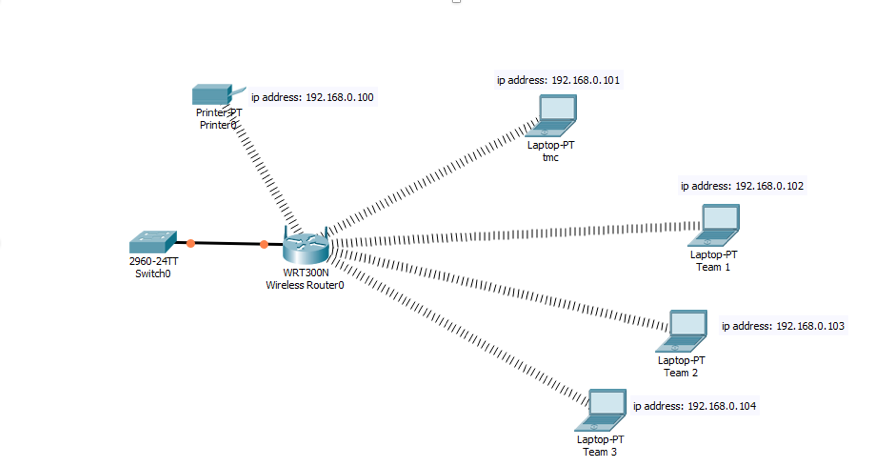 ip address: 192.168.0.101
ip address: 192.168.0.100
Printer-PT
Printer0
Laptop-PT
tmc
ip address: 192.168.0.102
Laptop-PT
Team 1
2960-24TT
Switch0
WRT300N
Wireless Router0
ip address: 192.168.0.103
Laptop-PT
Team 2
ip address: 192.168.0.104
Laptop-PT
Team 3